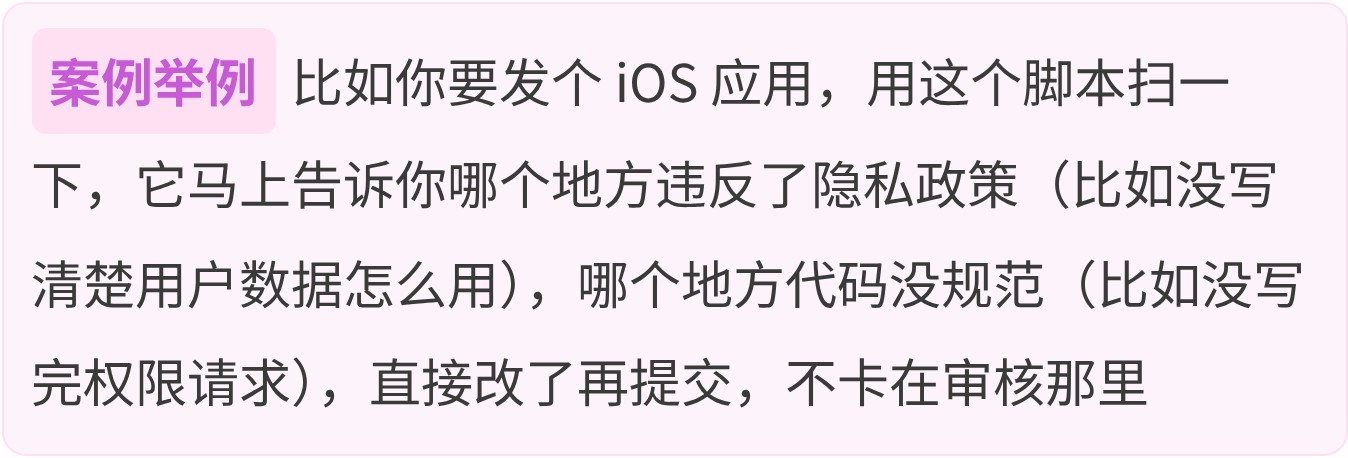 案例举例 比如你要发个 iOS 应用，用这个脚本扫一
下，它马上告诉你哪个地方违反了隐私政策（比如没写
清楚用户数据怎么用），哪个地方代码没规范（比如没写
完权限请求），直接改了再提交，不卡在审核那里